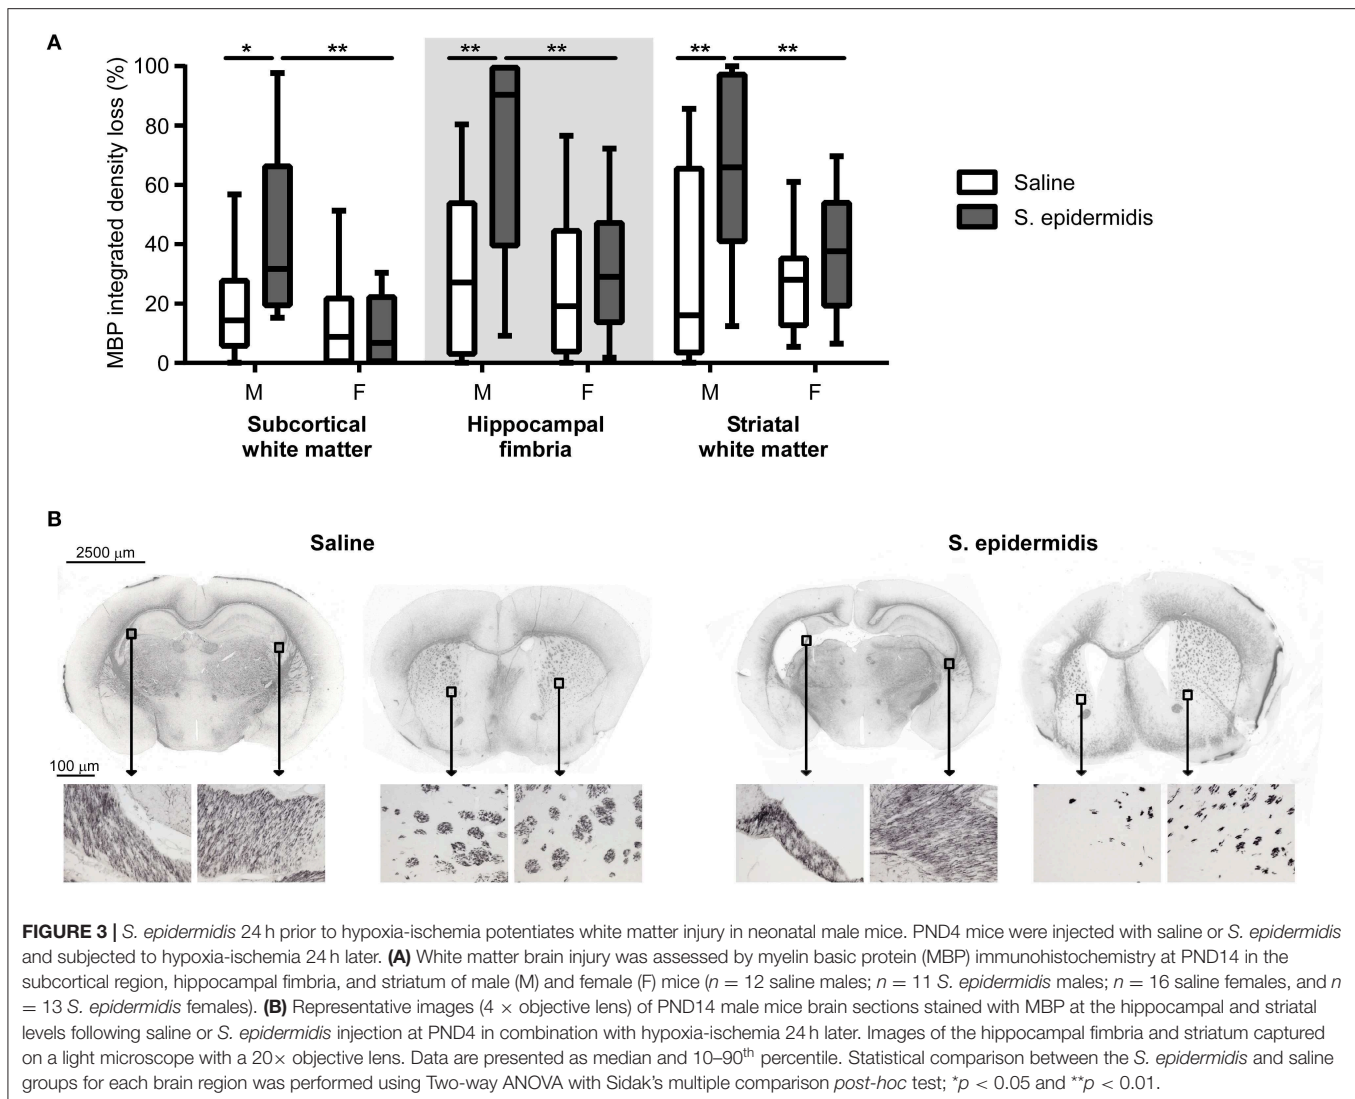 A
* ** ** ** ** **
MBP integrated density loss (%)
100
80
60
40
20
0
Saline
S. epidermidis
M F M F M F
Subcortical white matter
Hippocampal fimbria
Striatal white matter
B
Saline S. epidermidis
2500 μm
100 μm
FIGURE 3 | S. epidermidis 24 h prior to hypoxia-ischemia potentiates white matter injury in neonatal male mice. PND4 mice were injected with saline or S. epidermidis
and subjected to hypoxia-ischemia 24 h later. (A) White matter brain injury was assessed by myelin basic protein (MBP) immunohistochemistry at PND14 in the
subcortical region, hippocampal fimbria, and striatum of male (M) and female (F) mice (n = 12 saline males; n = 11 S. epidermidis males; n = 16 saline females, and n
= 13 S. epidermidis females). (B) Representative images (4 × objective lens) of PND14 male mice brain sections stained with MBP at the hippocampal and striatal
levels following saline or S. epidermidis injection at PND4 in combination with hypoxia-ischemia 24 h later. Images of the hippocampal fimbria and striatum captured
on a light microscope with a 20× objective lens. Data are presented as median and 10–90th percentile. Statistical comparison between the S. epidermidis and saline
groups for each brain region was performed using Two-way ANOVA with Sidak's multiple comparison post-hoc test; *p < 0.05 and **p < 0.01.